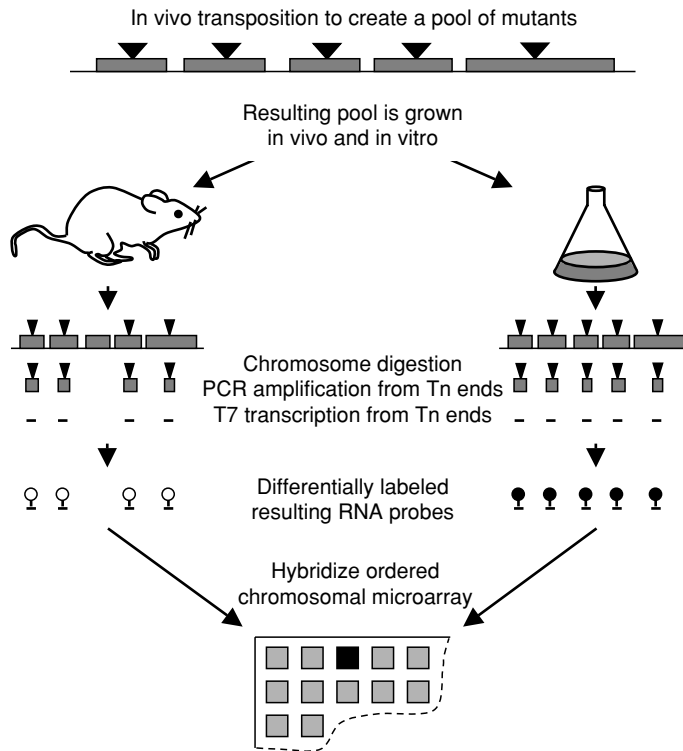 In vivo transposition to create a pool of mutants
Resulting pool is grown
in vivo and in vitro
Chromosome digestion
PCR amplification from Tn ends
T7 transcription from Tn ends
Differentially labeled
resulting RNA probes
Hybridize ordered
chromosomal microarray